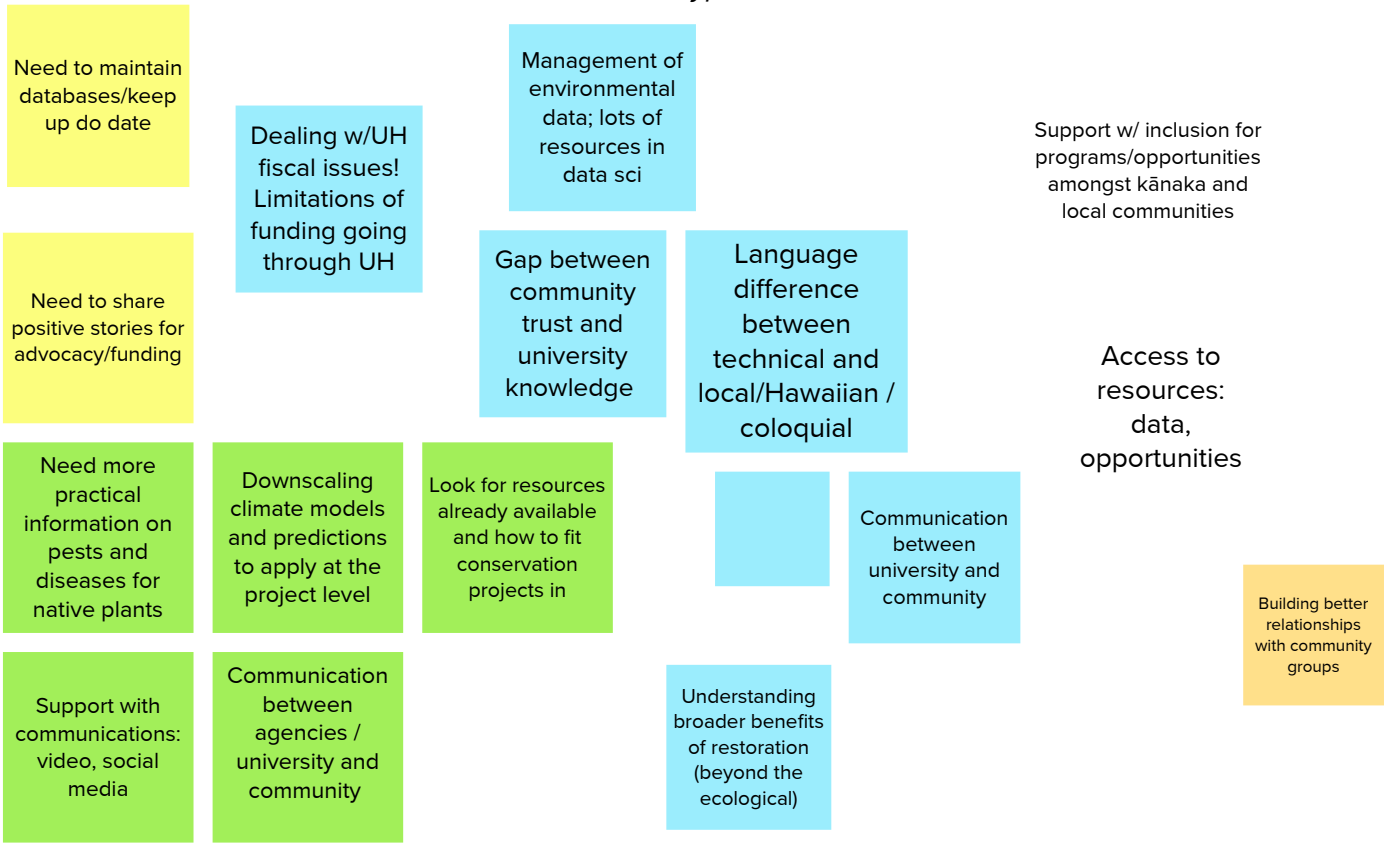 Need to maintain
databases/keep
up do date
Dealing w/UH
fiscal issues!
Limitations of
funding going
through UH
Management of
environmental
data; lots of
resources in
data sci
Support w/ inclusion for
programs/opportunities
amongst kānaka and
local communities
Need to share
positive stories for
advocacy/funding
Gap between
community
trust and
university
knowledge
Language
difference
between
technical and
local/Hawaiian /
coloquial
Access to
resources:
data,
opportunities
Need more
practical
information on
pests and
diseases for
native plants
Downscaling
climate models
and predictions
to apply at the
project level
Look for resources
already available
and how to fit
conservation
projects in
Communication
between
university and
community
Building better
relationships
with community
groups
Support with
communications:
video, social
media
Communication
between
agencies /
university and
community
Understanding
broader benefits
of restoration
(beyond the
ecological)